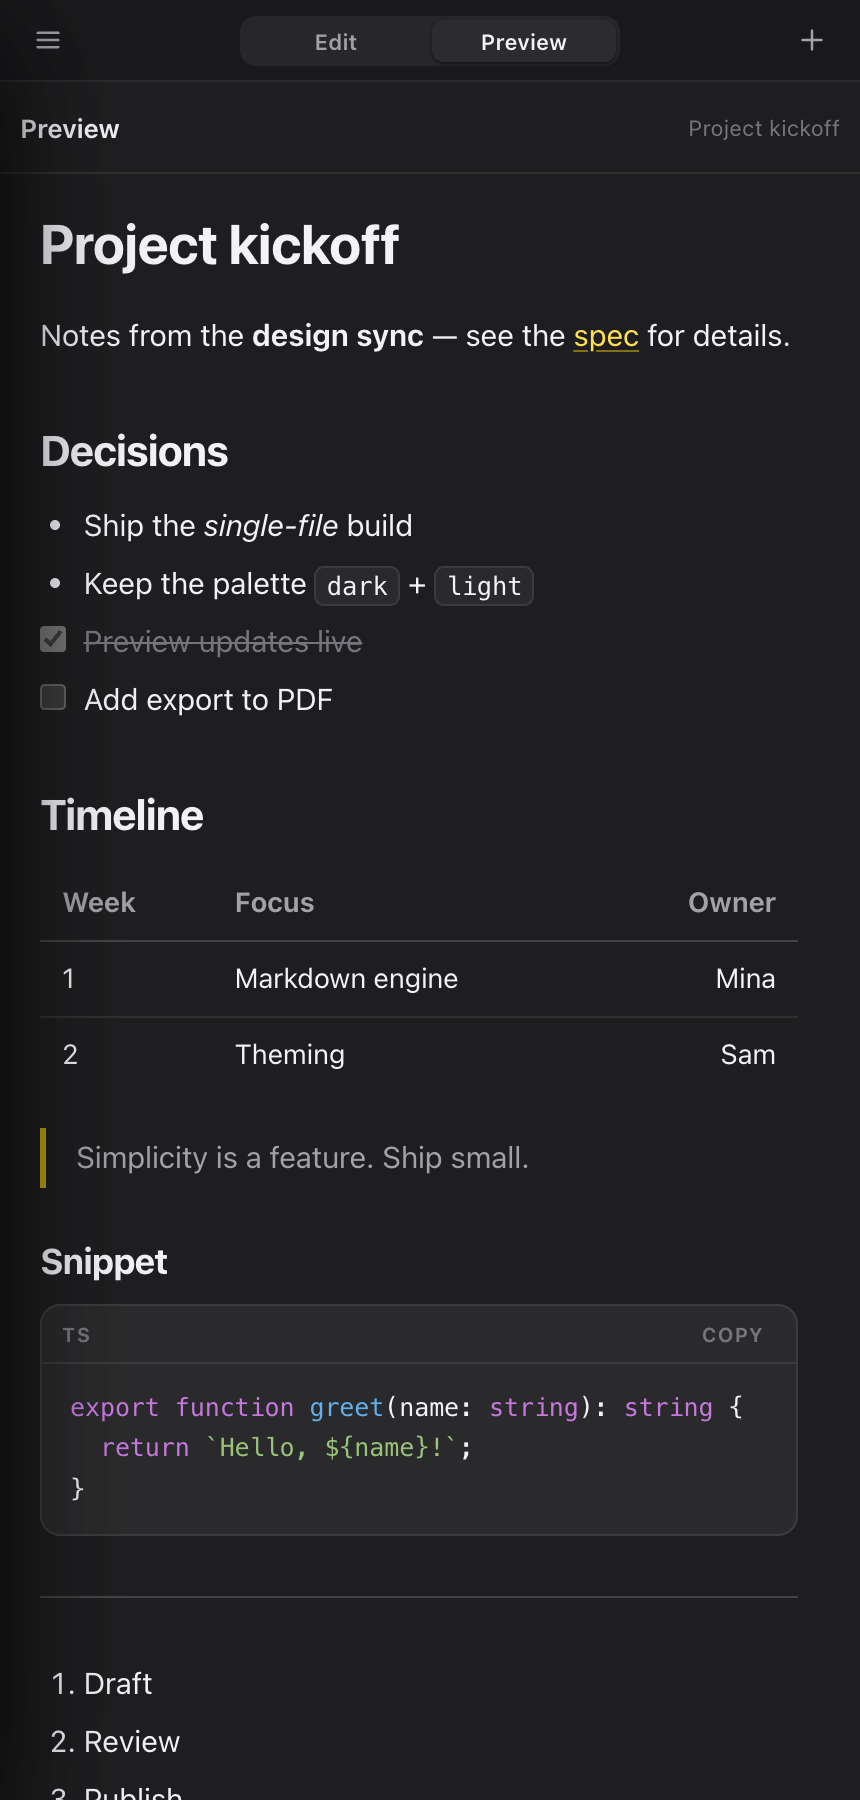 Edit Preview
Preview Project kickoff
Project kickoff
Notes from the design sync — see the spec for details.
Decisions
• Ship the single-file build
• Keep the palette dark + light
Preview updates live
Add export to PDF
Timeline
Week Focus Owner
1 Markdown engine Mina
2 Theming Sam
Simplicity is a feature. Ship small.
Snippet
TS COPY
export function greet(name: string): string {
  return `Hello, ${name}!`;
}
1. Draft
2. Review
3. Publish